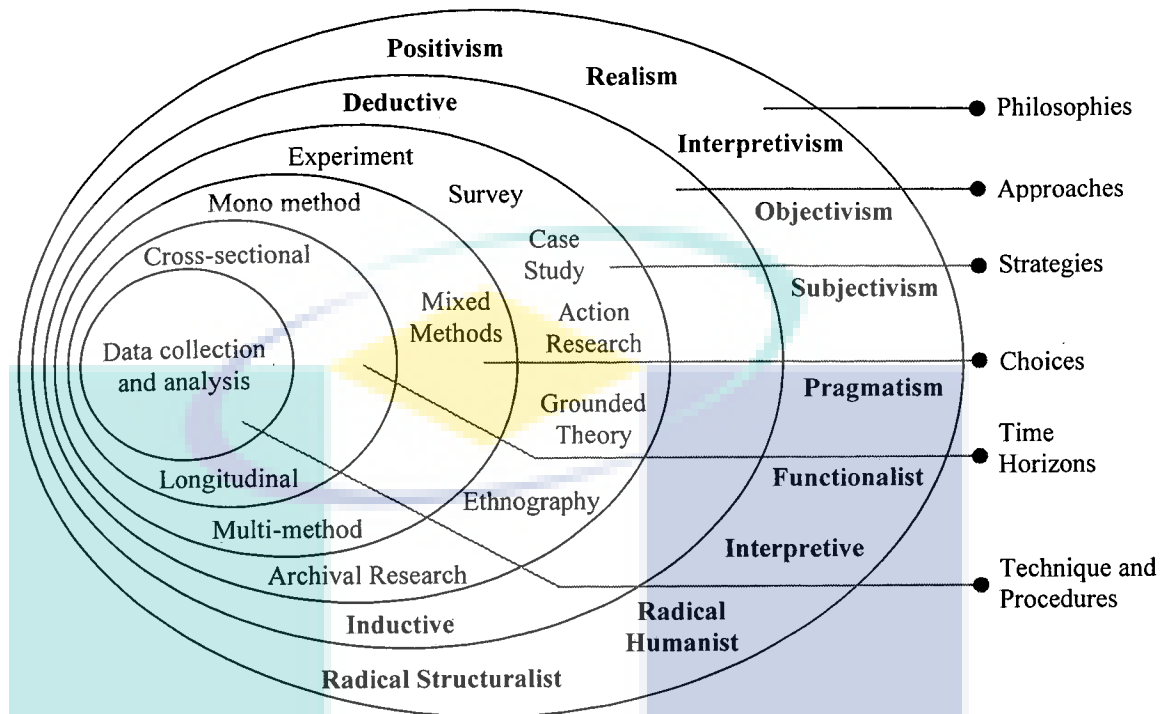 Positivism
Realism
Philosophies
Deductive
Interpretivism
Experiment
Approaches
Mono method
Survey
Objectivism
Cross-sectional
Case
Study
Strategies
Subjectivism
Mixed
Methods
Action
Research
Data collection
and analysis
Choices
Pragmatism
Grounded
Theory
Time
Horizons
Longitudinal
Functionalist
Ethnography
Multi-method
Interpretive
Archival Research
Technique and
Procedures
Inductive
Radical
Humanist
Radical Structuralist